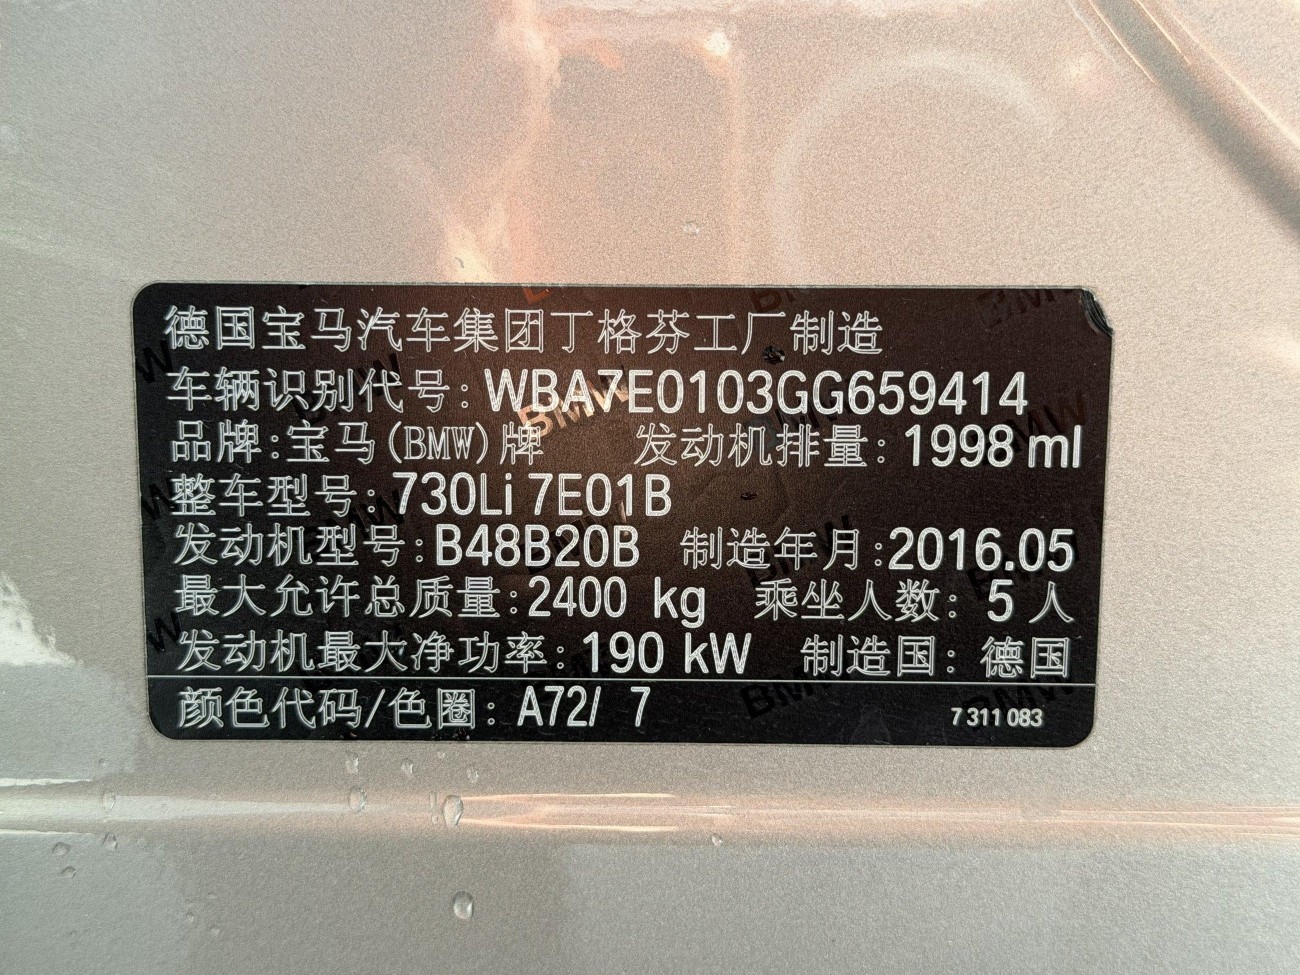 德国宝马汽车集团丁格芬工厂制造
车辆识别代号: WBA7E0103GG659414
品牌:宝马(BMW)牌 发动机排量: 1998 ml
整车型号: 730Li 7E01B
发动机型号: B48B20B 制造年月:2016.05
最大允许总质量:2400 kg 乘坐人数: 5 人
发动机最大净功率: 190 kW 制造国: 德国
颜色代码/色圈: A72/ 7 7 311 083